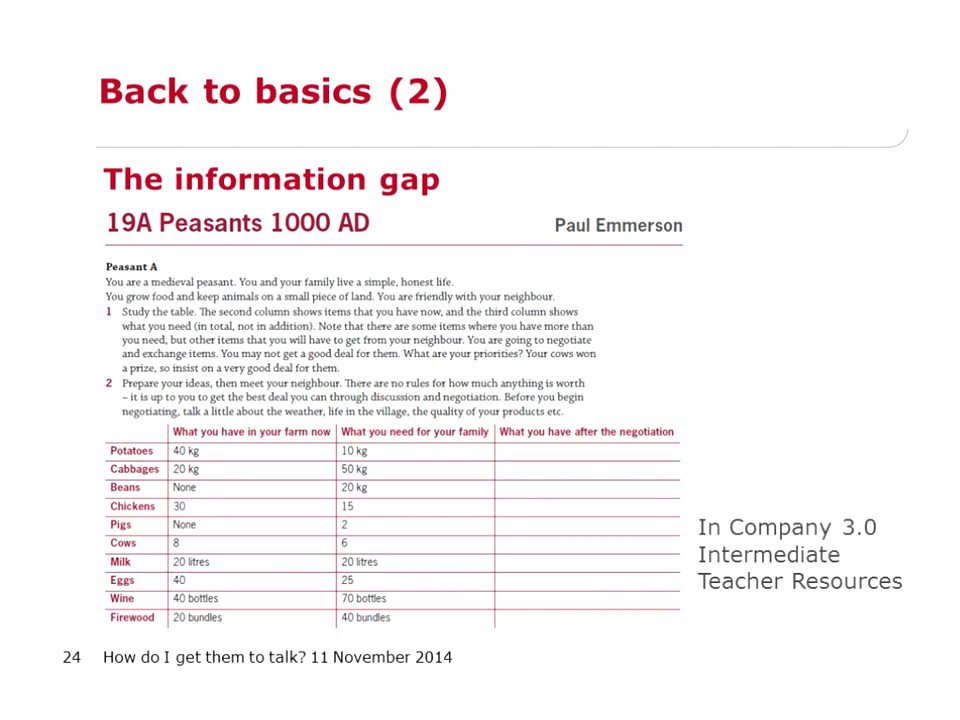 Back to basics (2)
The information gap
19A Peasants 1000 AD Paul Emmerson
Peasant A
You are a medieval peasant. You and your family live a simple, honest life.
You grow food and keep animals on a small piece of land. You are friendly with your neighbour.
1 Study the table. The second column shows items that you have now, and the third column shows
what you need (in total, not in addition). Note that there are some items where you have more than
you need, but other items that you will have to get from your neighbour. You are going to negotiate
and exchange items. You may not get a good deal for them. What are your priorities? Your cows won
a prize, so insist on a very good deal for them.
2 Prepare your ideas, then meet your neighbour. There are no rules for how much anything is worth
– it is up to you to get the best deal you can through discussion and negotiation. Before you begin
negotiating, talk a little about the weather, life in the village, the quality of your products etc.
What you have in your farm now What you need for your family What you have after the negotiation
Potatoes 40 kg 10 kg
Cabbages 20 kg 50 kg
Beans None 20 kg
Chickens 30 15
Pigs None 2
Cows 8 6
Milk 20 litres 20 litres
Eggs 40 25
Wine 40 bottles 70 bottles
Firewood 20 bundles 40 bundles
In Company 3.0
Intermediate
Teacher Resources
24 How do I get them to talk? 11 November 2014